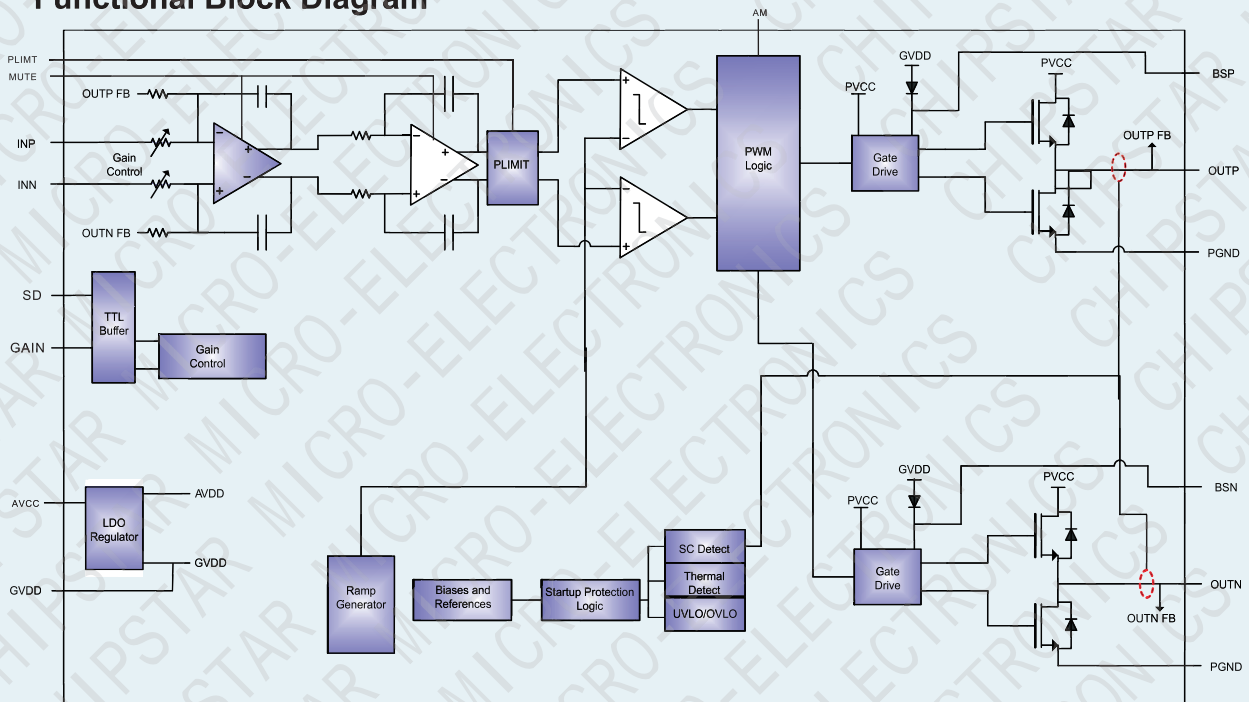 Functional Block Diagram
AM
PLIMT
MUTE
OUTP FB
INP
Gain
Control
INN
OUTN FB
PLIMIT
PWM
Logic
PVCC
GVDD
Gate
Drive
PVCC
BSP
OUTP FB
OUTP
PGND
SD
GAIN
TTL
Buffer
Gain
Control
AVCC
LDO
Regulator
AVDD
GVDD
GVDD
Ramp
Generator
Biases and
References
Startup Protection
Logic
SC Detect
Thermal
Detect
UVLO/OVLO
PVCC
GVDD
Gate
Drive
PVCC
BSN
OUTN
OUTN FB
PGND
CHIPSTAR MICRO-ELECTRONICS